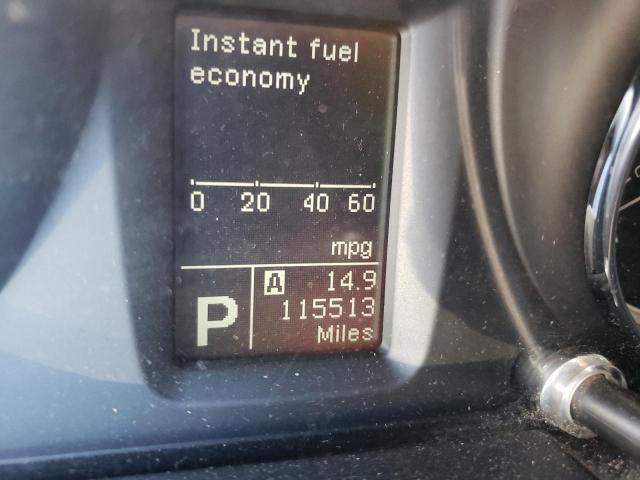 Instant fuel
economy
0 20 40 60
mpg
A 14.9
P 115513
Miles